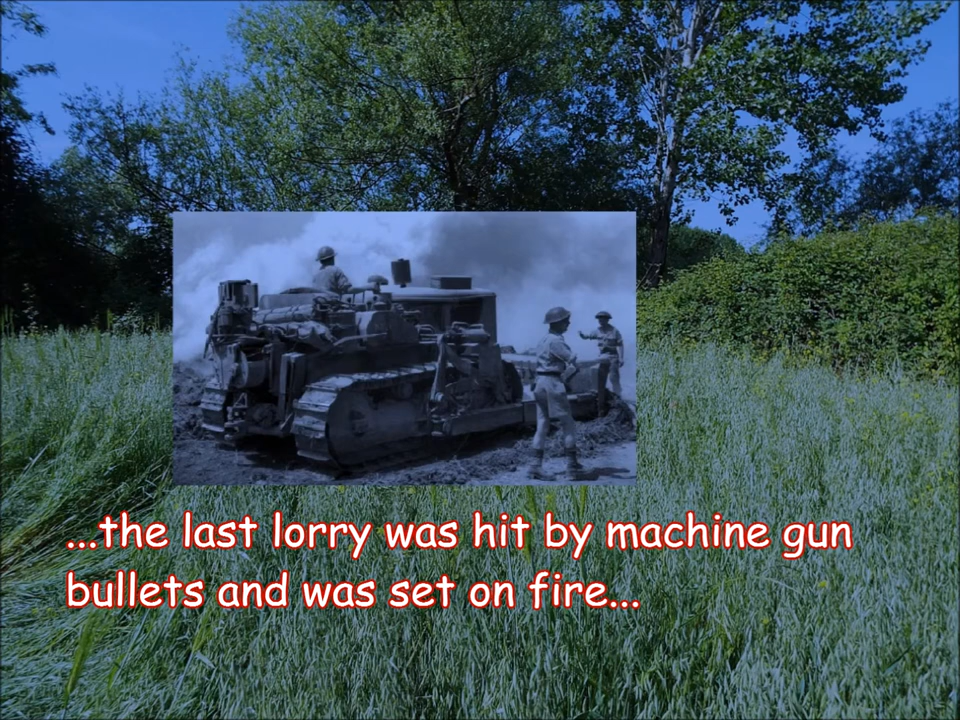 ...the last lorry was hit by machine gun
bullets and was set on fire...